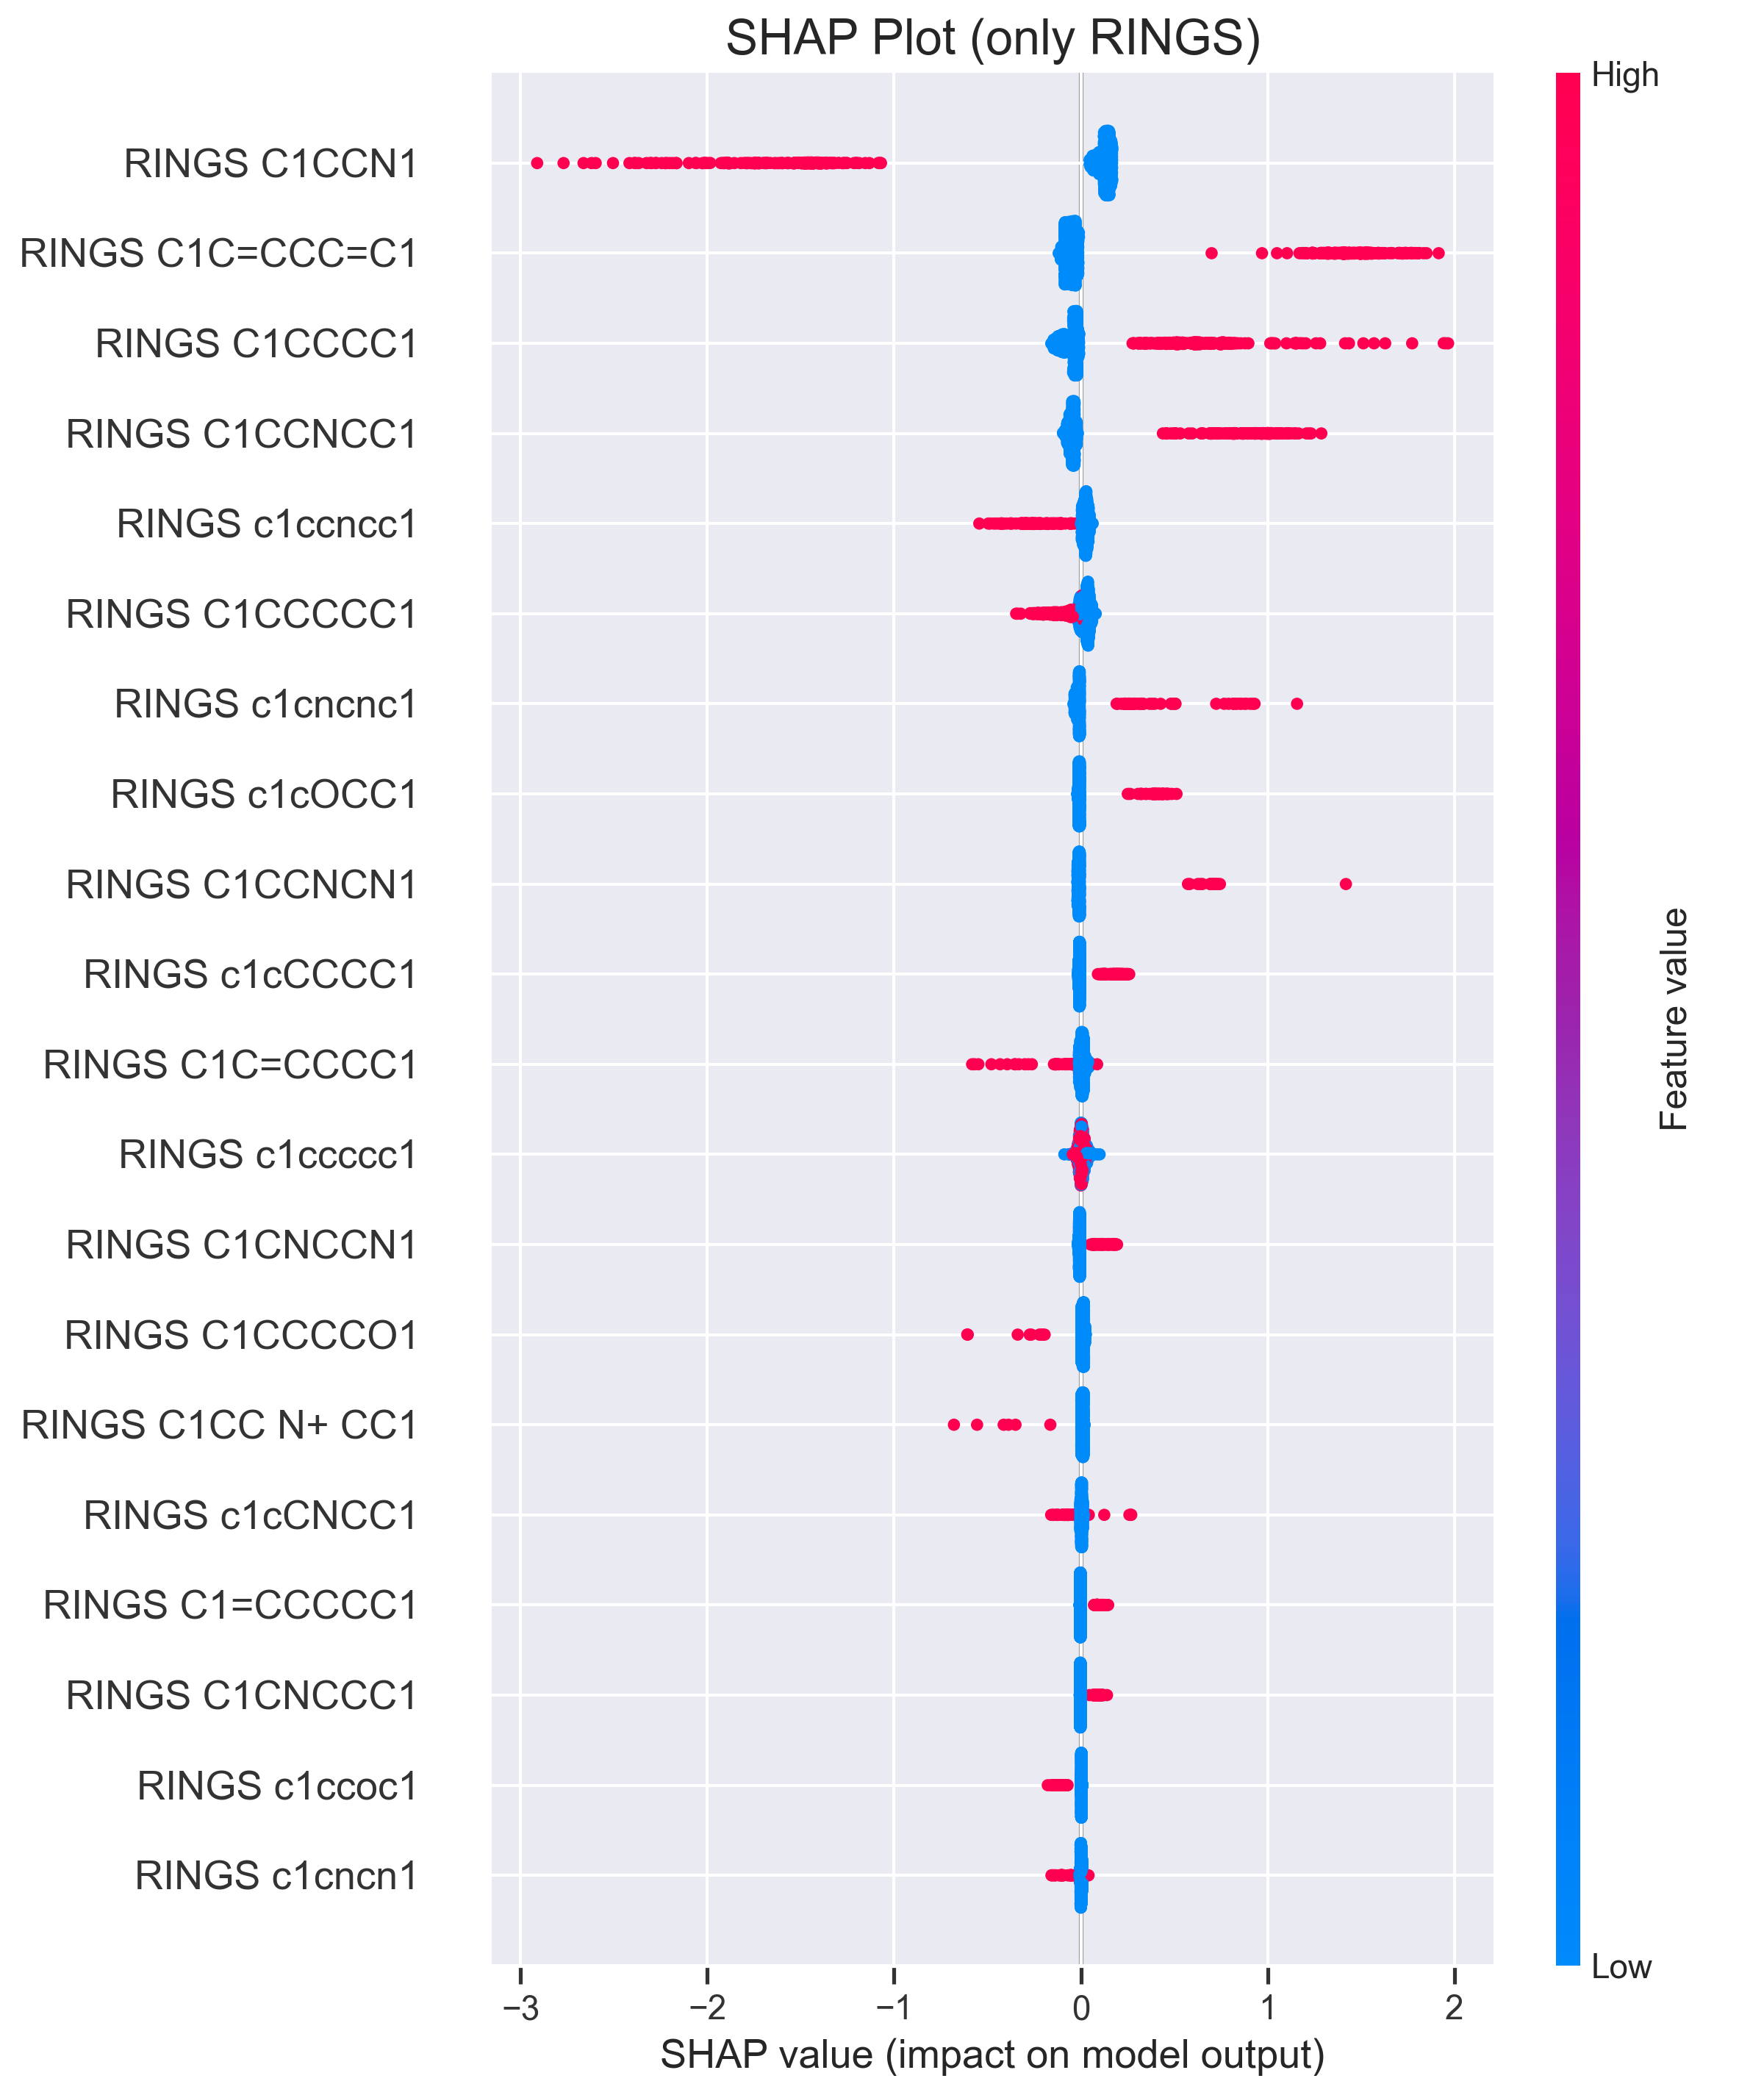 SHAP Plot (only RINGS)
High
RINGS C1CCN1
RINGS C1C=CCC=C1
RINGS C1CCCC1
RINGS C1CCNCC1
RINGS c1ccncc1
RINGS C1CCCCC1
RINGS c1cncnc1
RINGS c1cOCC1
RINGS C1CCNCN1
RINGS c1cCCCC1
RINGS C1C=CCCC1
RINGS c1ccccc1
RINGS C1CNCCN1
RINGS C1CCCCO1
RINGS C1CC N+ CC1
RINGS c1cCNCC1
RINGS C1=CCCCC1
RINGS C1CNCCC1
RINGS c1ccoc1
RINGS c1cncn1
Feature value
Low
−3 −2 −1 0 1 2
SHAP value (impact on model output)